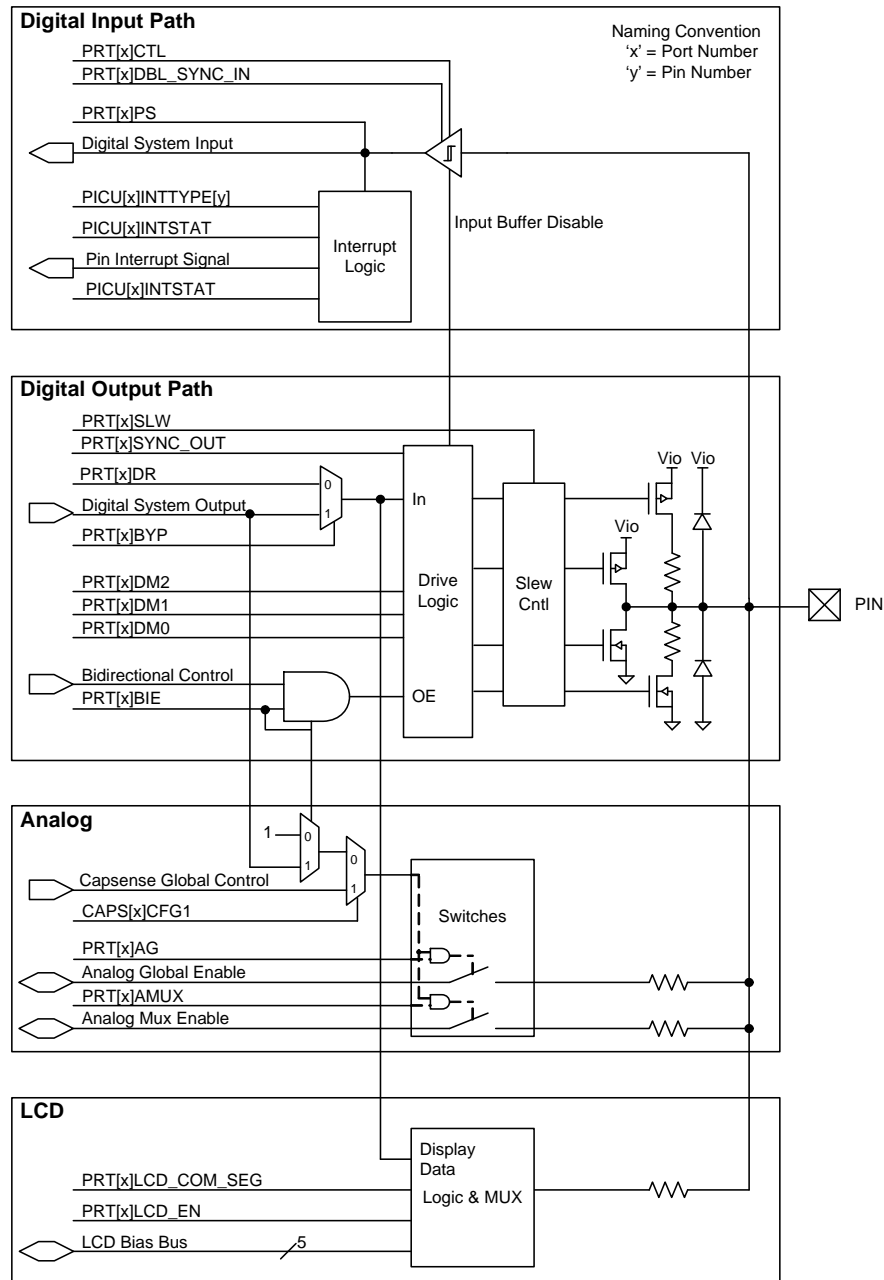 Digital Input Path
Naming Convention
'x' = Port Number
'y' = Pin Number
PRT[x]CTL
PRT[x]DBL_SYNC_IN
PRT[x]PS
Digital System Input
PICU[x]INTTYPE[y]
PICU[x]INTSTAT
Pin Interrupt Signal
PICU[x]INTSTAT
Interrupt
Logic
Input Buffer Disable
Digital Output Path
PRT[x]SLW
PRT[x]SYNC_OUT
PRT[x]DR
Digital System Output
PRT[x]BYP
0
1
PRT[x]DM2
PRT[x]DM1
PRT[x]DM0
Bidirectional Control
PRT[x]BIE
In
Drive
Logic
OE
Slew
Cntl
Vio
Vio
Vio
PIN
Analog
1
0
1
0
1
Capsense Global Control
CAPS[x]CFG1
PRT[x]AG
Analog Global Enable
PRT[x]AMUX
Analog Mux Enable
Switches
LCD
Display
Data
Logic & MUX
PRT[x]LCD_COM_SEG
PRT[x]LCD_EN
LCD Bias Bus
5